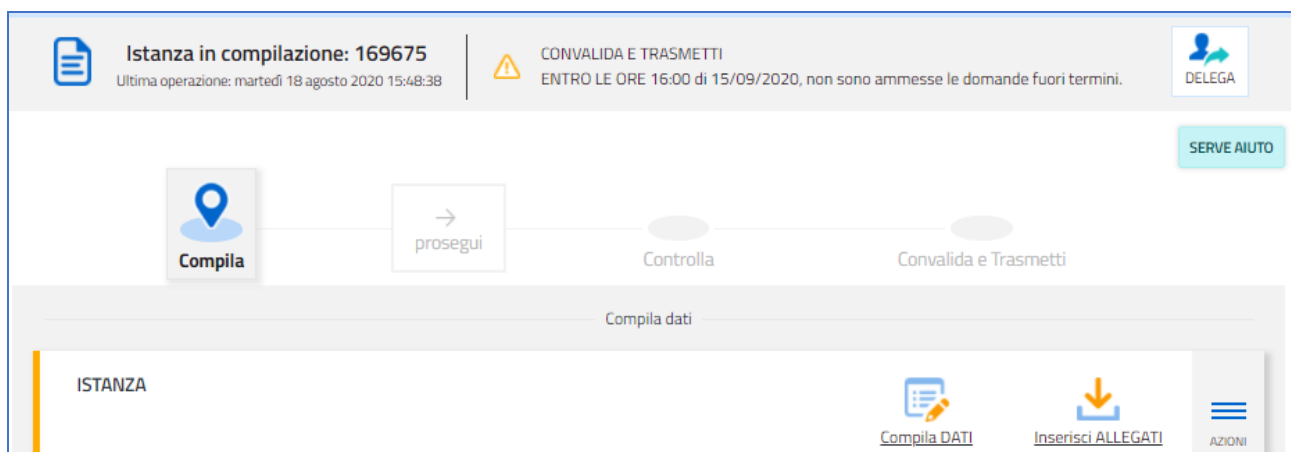 Istanza in compilazione: 169675
Ultima operazione: martedì 18 agosto 2020 15:48:38
CONVALIDA E TRASMETTI
ENTRO LE ORE 16:00 di 15/09/2020, non sono ammesse le domande fuori termini.
DELEGA
SERVE AIUTO
Compila
prosegui
Controlla
Convalida e Trasmetti
Compila dati
ISTANZA
Compila DATI
Inserisci ALLEGATI
AZIONI